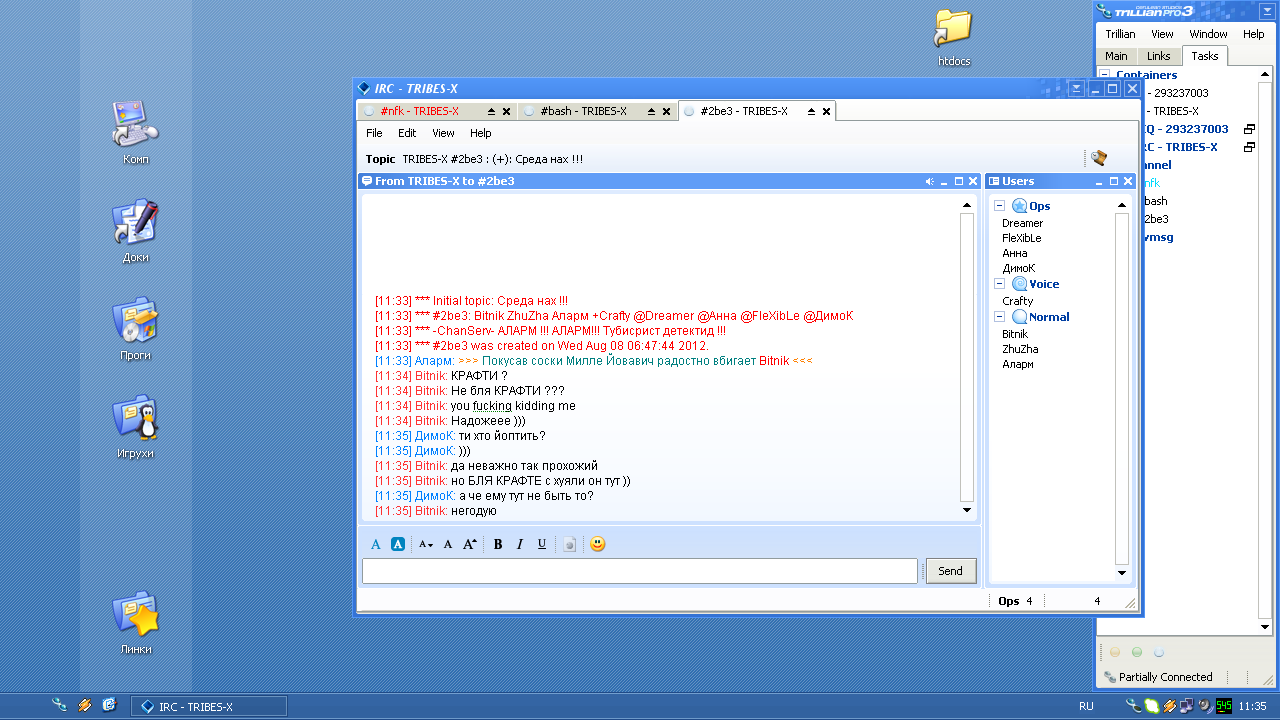 Комп
Доки
Проги
Игрухи
Линки
htdocs
IRC - TRIBES-X
#nfk - TRIBES-X
#bash - TRIBES-X
#2be3 - TRIBES-X
File Edit View Help
Topic TRIBES-X #2be3 : (+): Среда нах !!!
From TRIBES-X to #2be3
[11:33] *** Initial topic: Среда нах !!!
[11:33] *** #2be3: Bitnik ZhuZha Аларм +Crafty @Dreamer @Анна @FleXibLe @ДимоК
[11:33] *** -ChanServ- АЛАРМ !!! АЛАРМ!!! Тубисрист детектид !!!
[11:33] *** #2be3 was created on Wed Aug 08 06:47:44 2012.
[11:33] Аларм: >>> Покусав соски Милле Йовавич радостно вбигает Bitnik <<<
[11:34] Bitnik: КРАФТИ ?
[11:34] Bitnik: Не бля КРАФТИ ???
[11:34] Bitnik: you fucking kidding me
[11:34] Bitnik: Надожеее )))
[11:35] ДимоК: ти хто йоптить?
[11:35] ДимоК: )))
[11:35] Bitnik: да неважно так прохожий
[11:35] Bitnik: но БЛЯ КРАФТЕ с хуяли он тут ))
[11:35] ДимоК: а че ему тут не быть то?
[11:35] Bitnik: негодую
A A A A A B I U
Send
Users
Ops
Dreamer
FleXibLe
Анна
ДимоК
Voice
Crafty
Normal
Bitnik
ZhuZha
Аларм
Ops 4 4
CERULEAN STUDIOS
TRILLIAN PRO 3
Trillian View Window Help
Main Links Tasks
Containers
- 293237003
- TRIBES-X
Q - 293237003
RC - TRIBES-X
annel
nfk
bash
2be3
vmsg
Partially Connected
IRC - TRIBES-X
RU
545
11:35